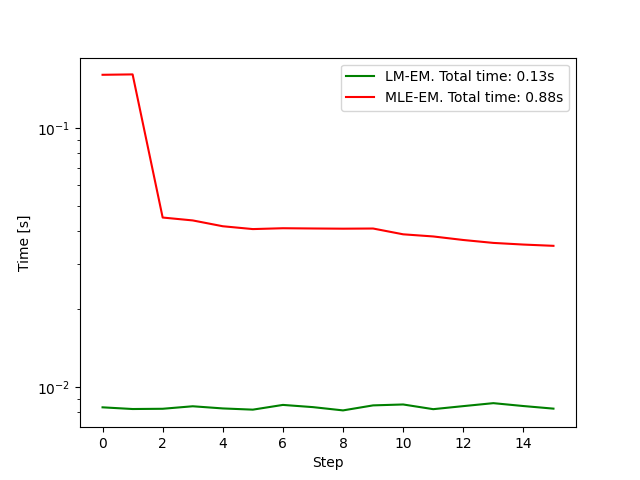 LM-EM. Total time: 0.13s
MLE-EM. Total time: 0.88s
10⁻¹
10⁻²
Time [s]
0 2 4 6 8 10 12 14
Step